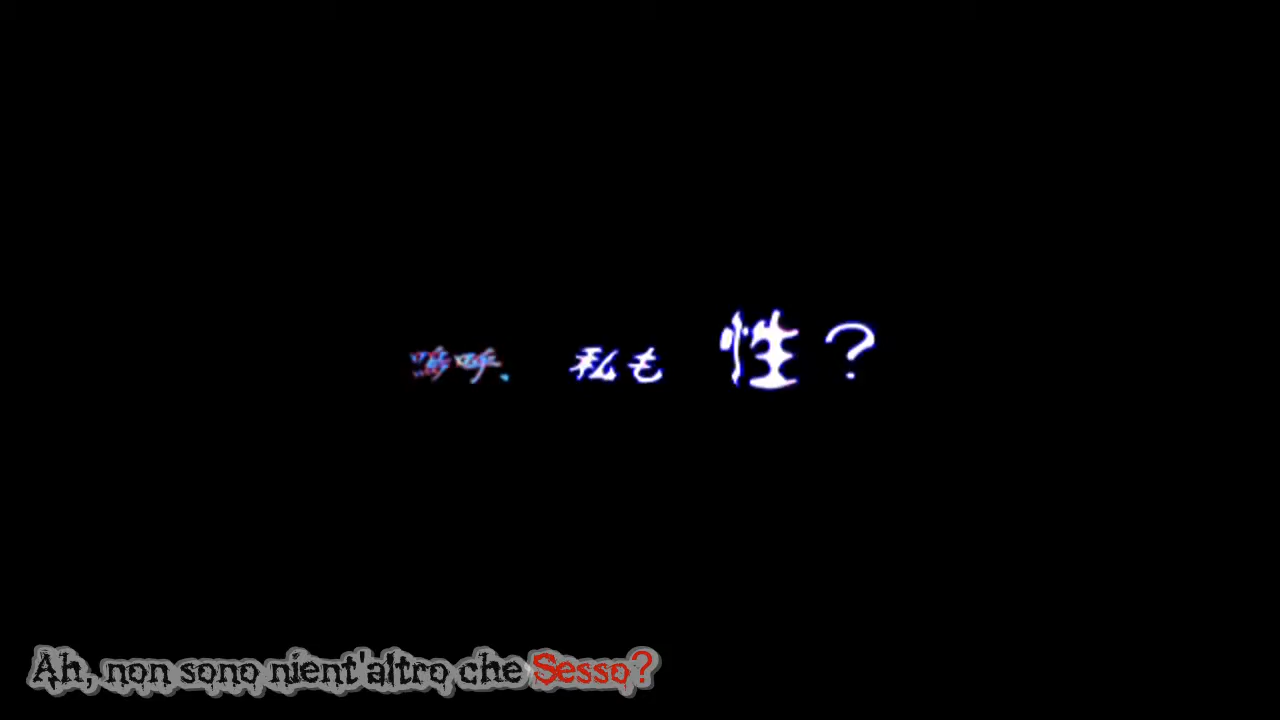 嗚呼、 私も 性？
Ah, non sono nient'altro che Sesso?